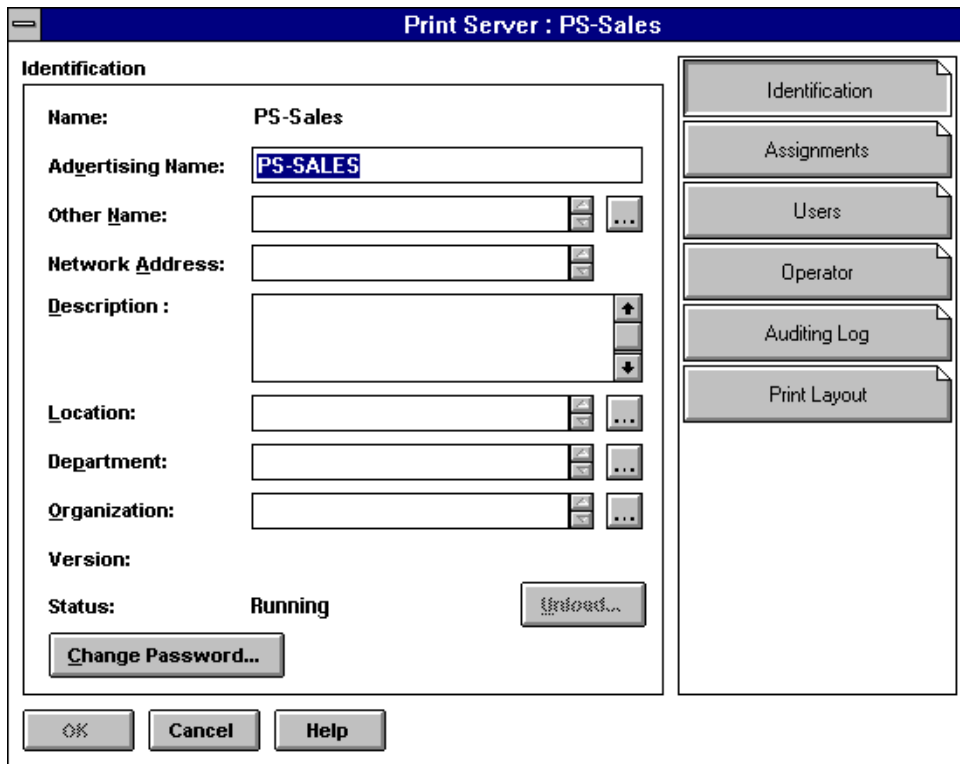 Print Server : PS-Sales
Identification
Name: PS-Sales
Advertising Name: PS-SALES
Other Name: ...
Network Address:
Description :
Location: ...
Department: ...
Organization: ...
Version:
Status: Running Unload...
Change Password...
OK Cancel Help
Identification
Assignments
Users
Operator
Auditing Log
Print Layout